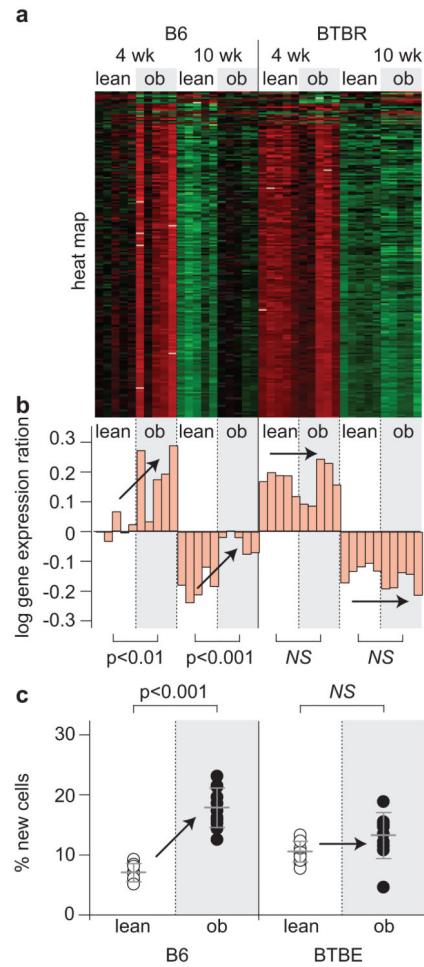 a
B6 BTBR
4 wk 10 wk 4 wk 10 wk
lean ob lean ob lean ob lean ob
heat map
b
lean ob lean ob lean ob lean ob
log gene expression ration
0.3
0.2
0.1
0
-0.1
-0.2
-0.3
p<0.01 p<0.001 NS NS
c
p<0.001 NS
% new cells
30
20
10
0
lean ob lean ob
B6 BTBE